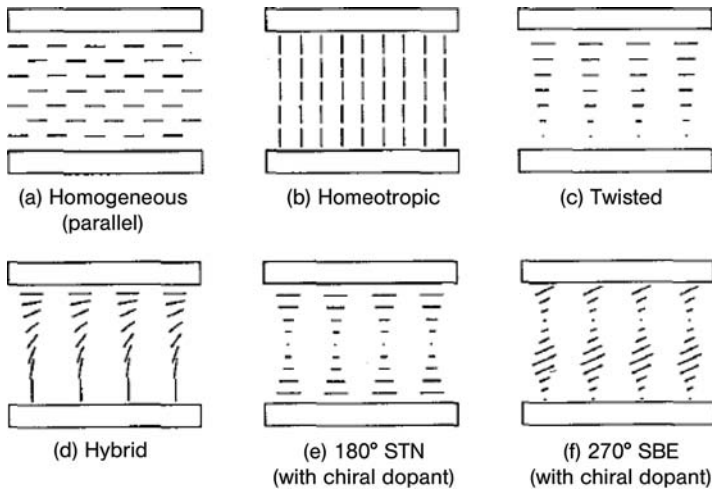 (a) Homogeneous
(parallel)
(b) Homeotropic
(c) Twisted
(d) Hybrid
(e) 180° STN
(with chiral dopant)
(f) 270° SBE
(with chiral dopant)